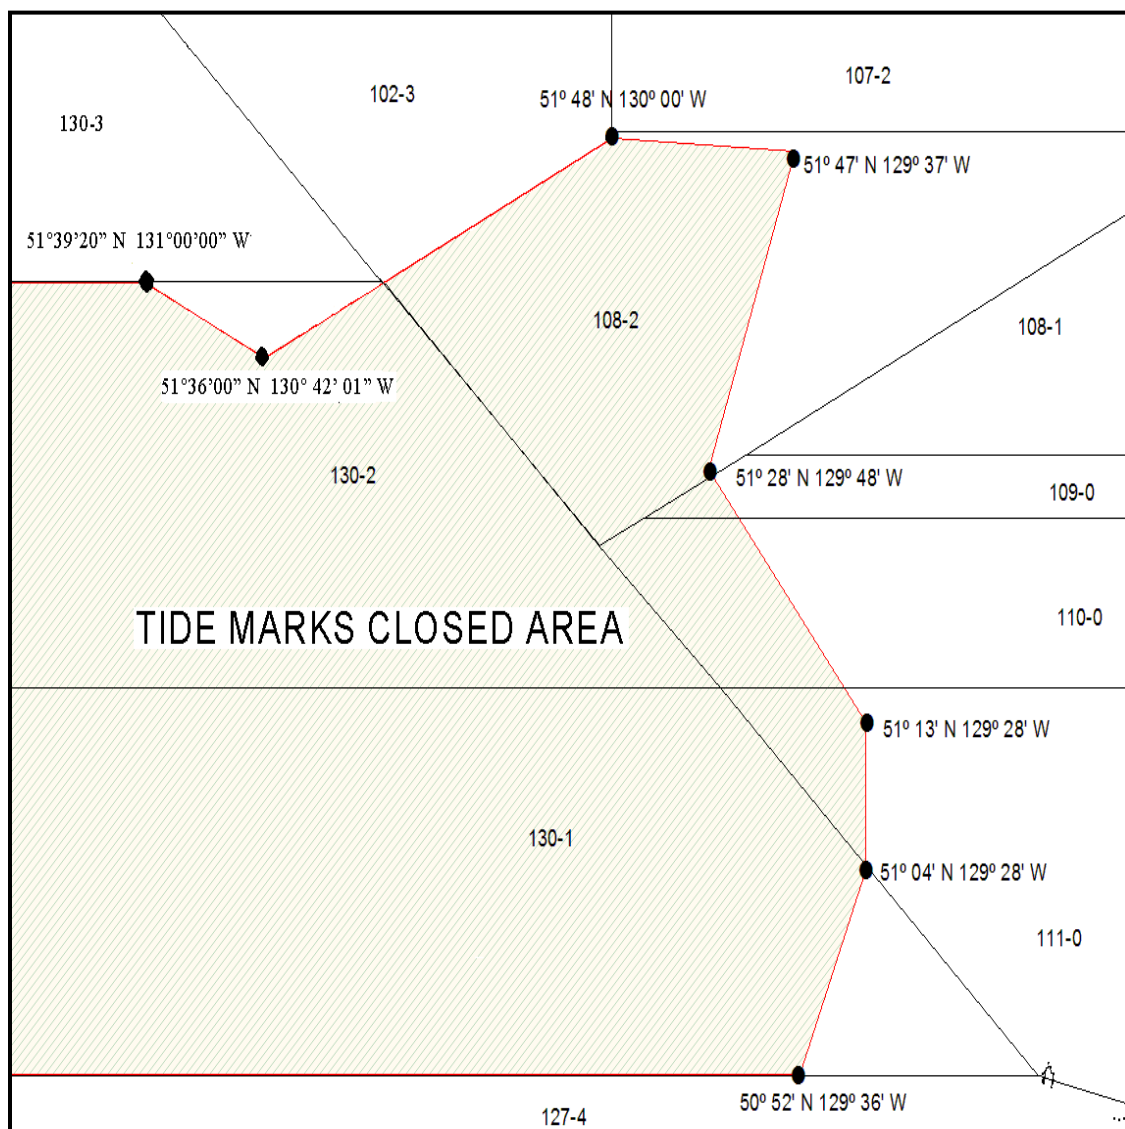 107-2
102-3
51º 48' N 130º 00' W
130-3
51º 47' N 129º 37' W
51°39'20” N 131°00'00” W
108-2
108-1
51°36’00” N 130° 42’ 01” W
130-2
51º 28' N 129º 48' W
109-0
110-0
TIDE MARKS CLOSED AREA
51º 13' N 129º 28' W
130-1
51º 04' N 129º 28' W
111-0
50º 52' N 129º 36' W
127-4